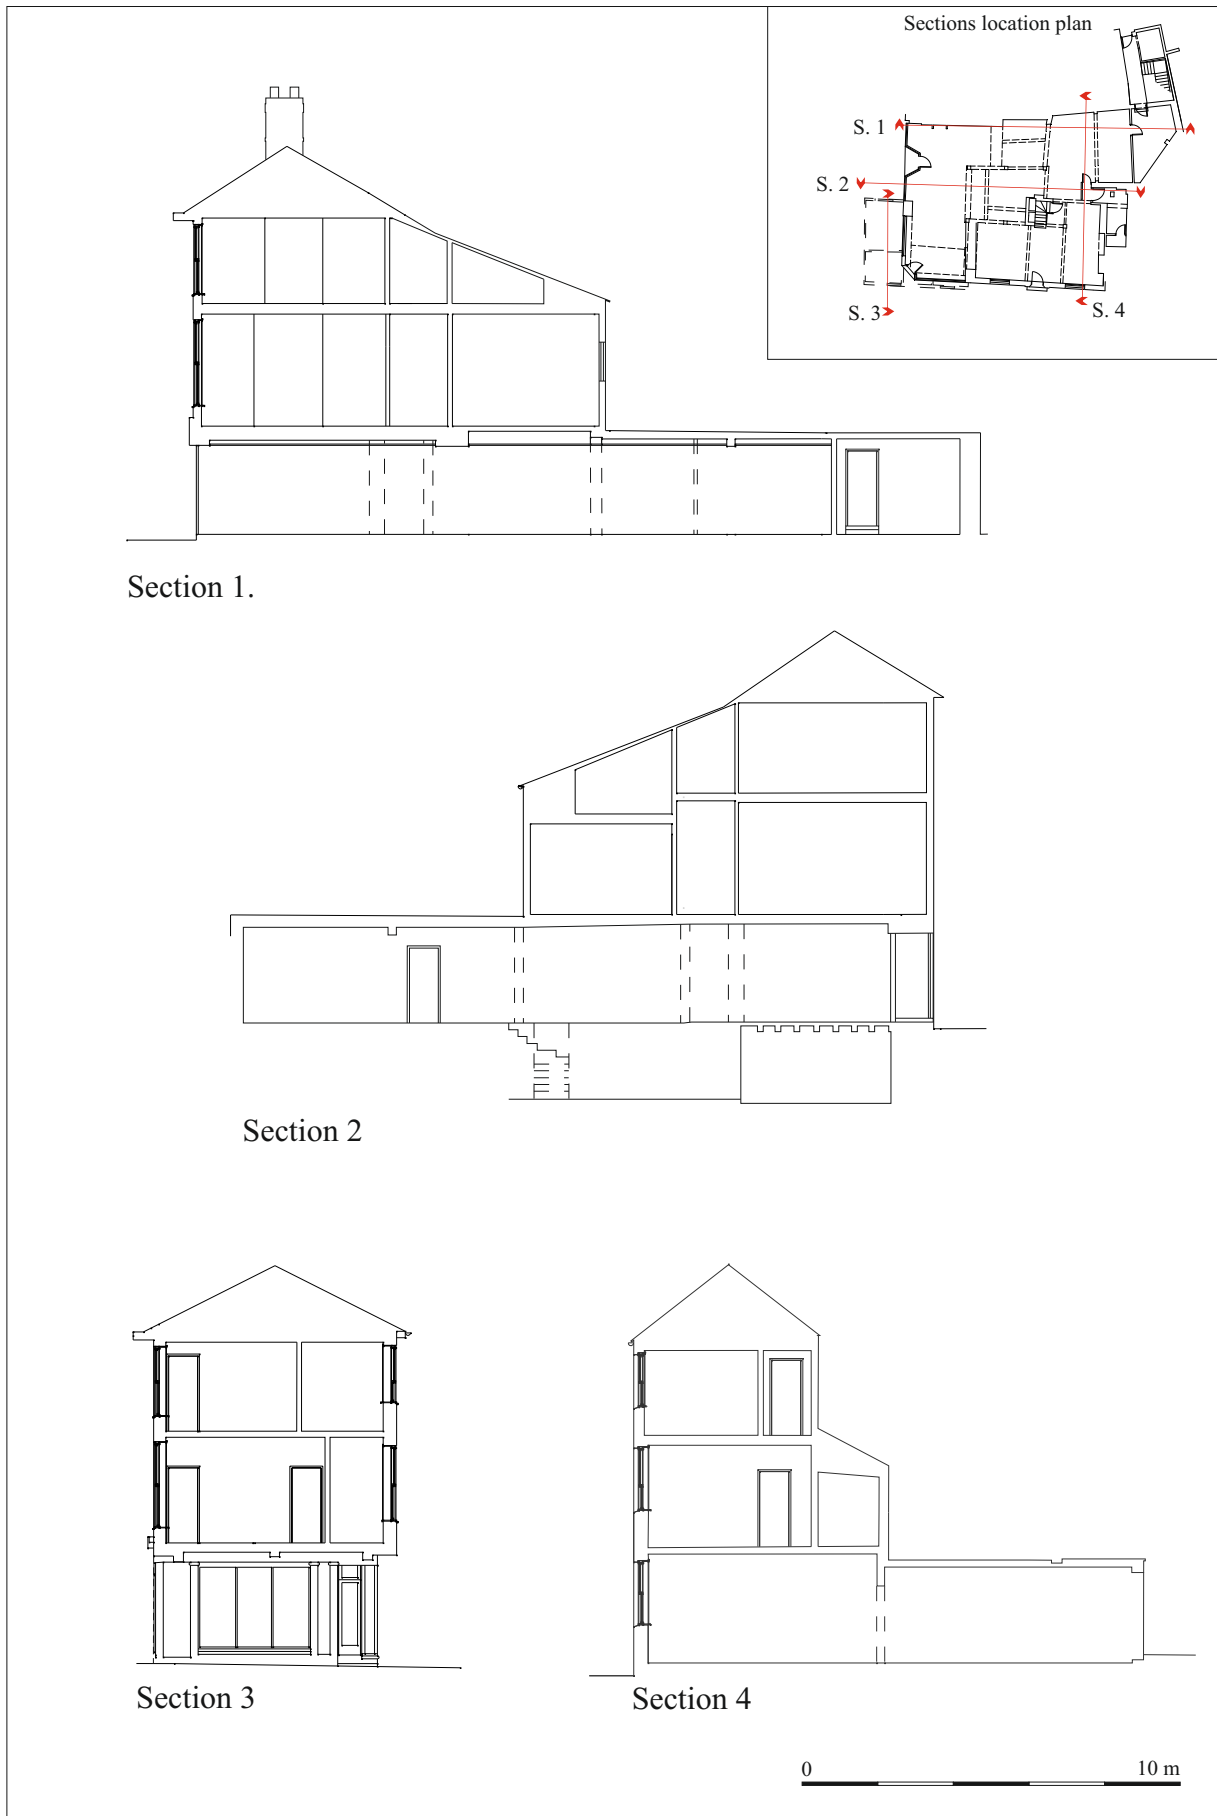 Sections location plan
S. 1
S. 2
S. 3
S. 4
Section 1.
Section 2
Section 3
Section 4
0 10 m